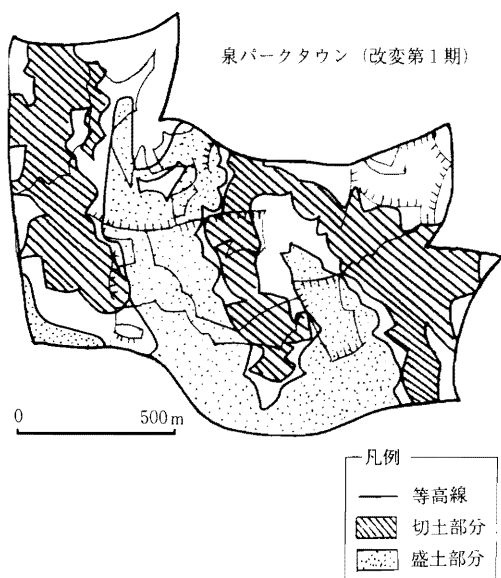 泉パークタウン (改変第1期)
0 500m
凡例
等高線
切土部分
盛土部分